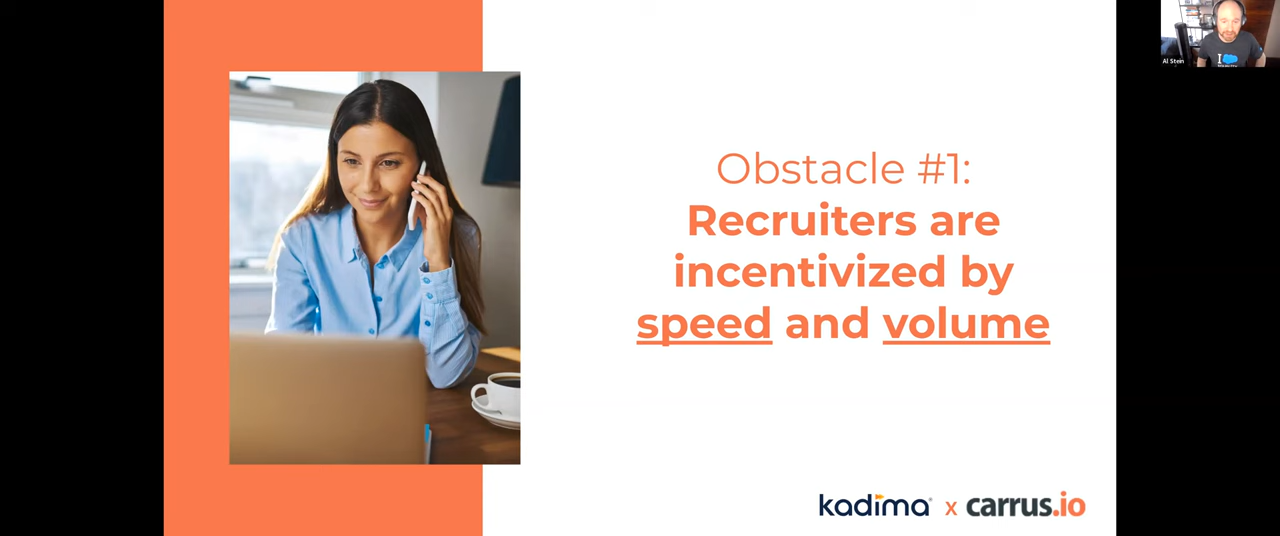 Obstacle #1:
Recruiters are
incentivized by
speed and volume
kadima® x carrus.io
Al Stein
I